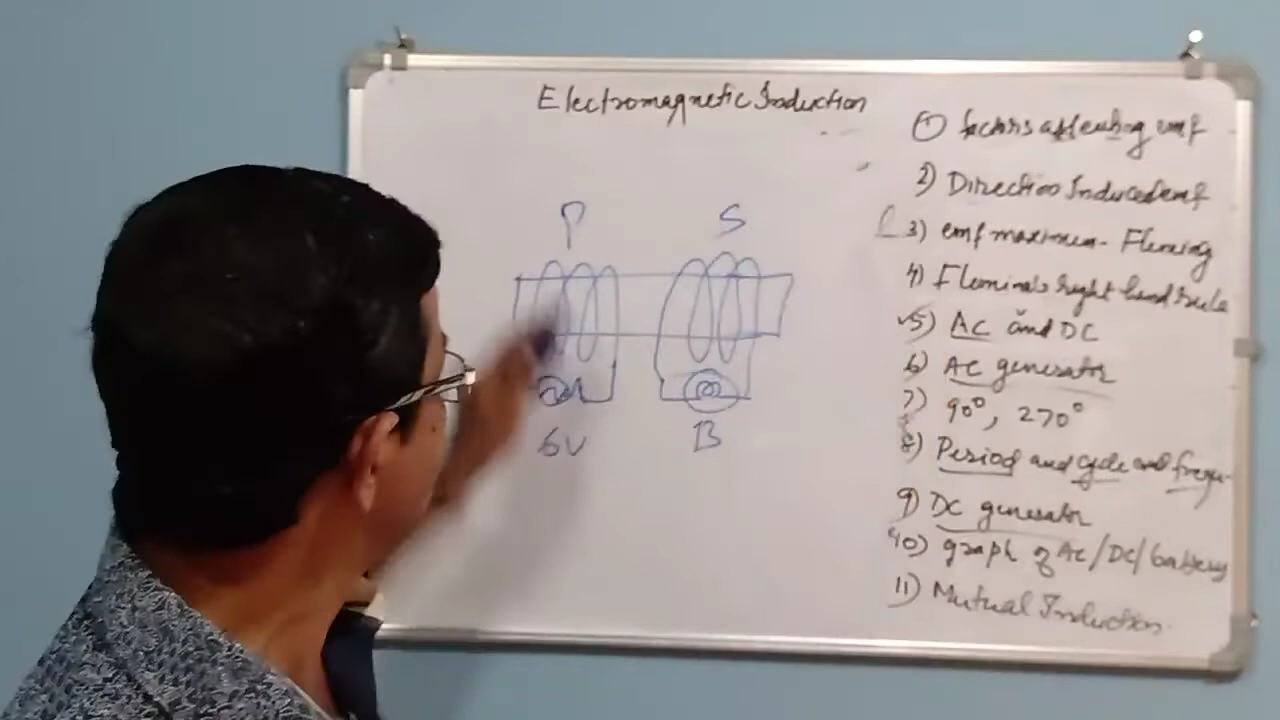 Electromagnetic Induction
P
S
6V
B
1) factors affecting emf
2) Direction Induced emf
3) emf maximum - Fleming
4) Fleming's right hand rule
5) AC and DC
6) AC generator
7) 90°, 270°
8) Period and cycle and frequ-
9) DC generator
10) graph of AC/DC/battery
11) Mutual Induction